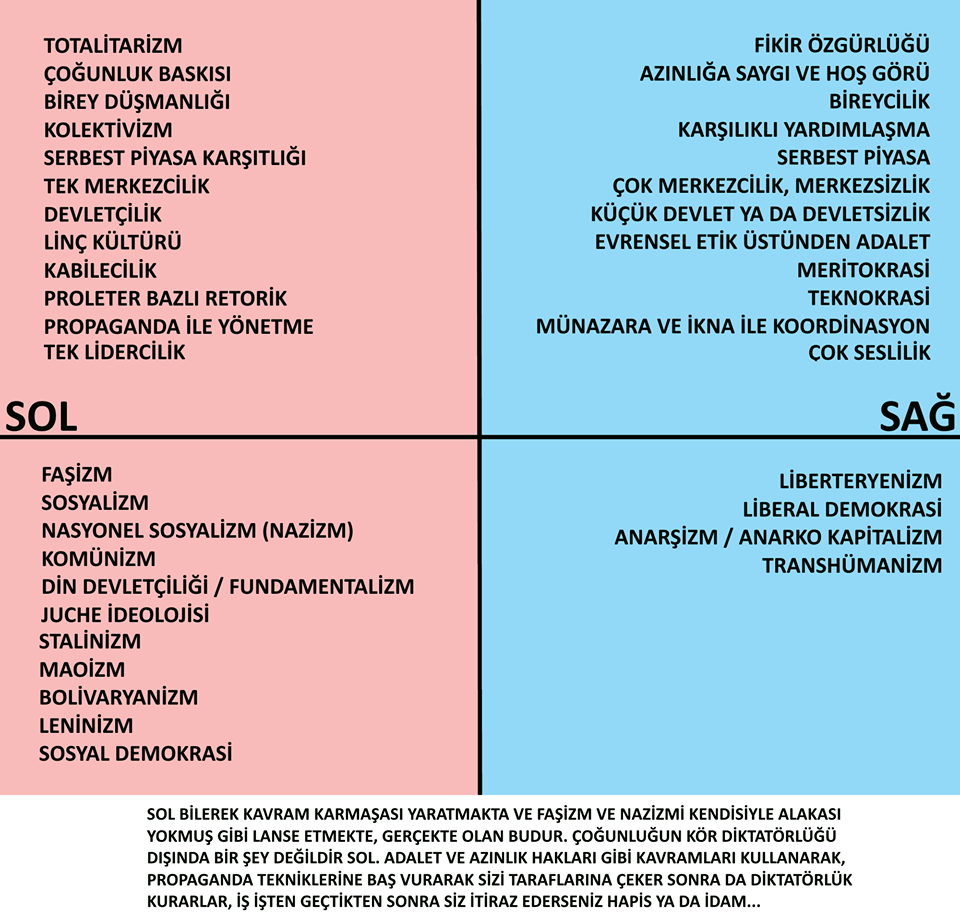 TOTALİTARİZM
ÇOĞUNLUK BASKISI
BİREY DÜŞMANLIĞI
KOLEKTİVİZM
SERBEST PİYASA KARŞITLIĞI
TEK MERKEZCİLİK
DEVLETÇİLİK
LİNÇ KÜLTÜRÜ
KABİLECİLİK
PROLETER BAZLI RETORİK
PROPAGANDA İLE YÖNETME
TEK LİDERCİLİK
SOL
FİKİR ÖZGÜRLÜĞÜ
AZINLIĞA SAYGI VE HOŞ GÖRÜ
BİREYCİLİK
KARŞILIKLI YARDIMLAŞMA
SERBEST PİYASA
ÇOK MERKEZCİLİK, MERKEZSİZLİK
KÜÇÜK DEVLET YA DA DEVLETSİZLİK
EVRENSEL ETİK ÜSTÜNDEN ADALET
MERİTOKRASİ
TEKNOKRASİ
MÜNAZARA VE İKNA İLE KOORDİNASYON
ÇOK SESLİLİK
SAĞ
FAŞİZM
SOSYALİZM
NASYONEL SOSYALİZM (NAZİZM)
KOMÜNİZM
DİN DEVLETÇİLİĞİ / FUNDAMENTALİZM
JUCHE İDEOLOJİSİ
STALİNİZM
MAOİZM
BOLİVARYANİZM
LENİNİZM
SOSYAL DEMOKRASİ
LİBERTERYENİZM
LİBERAL DEMOKRASİ
ANARŞİZM / ANARKO KAPİTALİZM
TRANSHÜMANİZM
SOL BİLEREK KAVRAM KARMAŞASI YARATMAKTA VE FAŞİZM VE NAZİZMİ KENDİSİYLE ALAKASI
YOKMUŞ GİBİ LANSE ETMEKTE, GERÇEKTE OLAN BUDUR. ÇOĞUNLUĞUN KÖR DİKTATÖRLÜĞÜ
DIŞINDA BİR ŞEY DEĞİLDİR SOL. ADALET VE AZINLIK HAKLARI GİBİ KAVRAMLARI KULLANARAK,
PROPAGANDA TEKNİKLERİNE BAŞ VURARAK SİZİ TARAFLARINA ÇEKER SONRA DA DİKTATÖRLÜK
KURARLAR, İŞ İŞTEN GEÇTİKTEN SONRA SİZ İTİRAZ EDERSENİZ HAPİS YA DA İDAM...